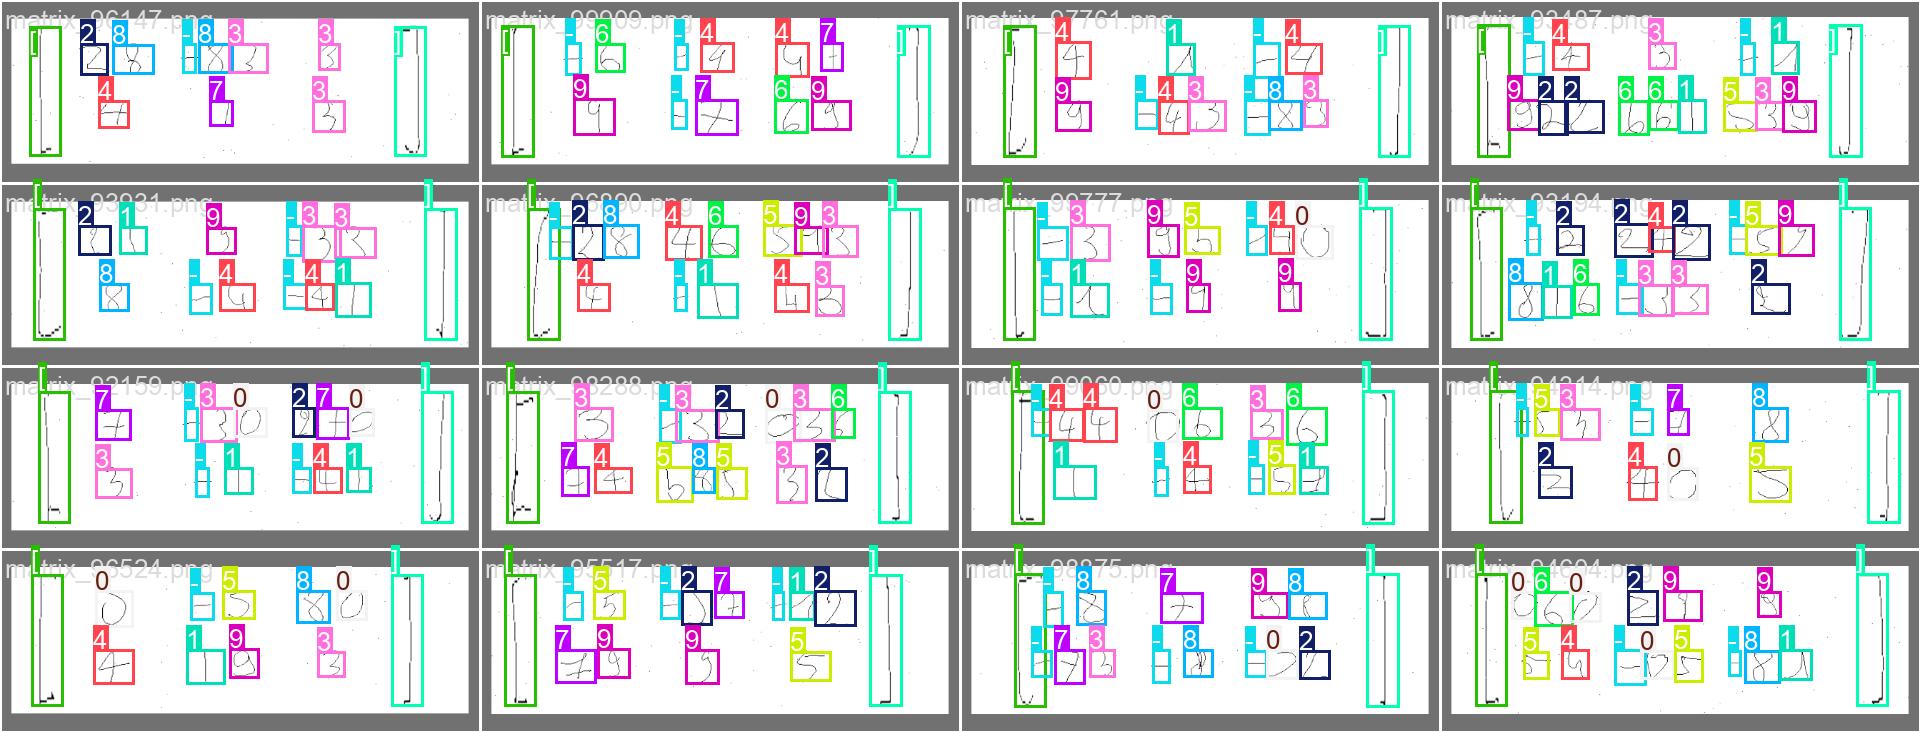 matrix_96147.png
[ 2 8 -8 3 3 ]
4 7 3
matrix_99909.png
[ -6 -4 4 7 ]
9 -7 6 9
matrix_97761.png
[ 4 1 -4 ]
9 -4 3 -8 3
matrix_93487.png
[ -4 3 -1 ]
9 2 2 6 6 1 5 3 9
matrix_93931.png
[ 2 1 9 -3 3 ]
8 -4 -4 1
matrix_96890.png
[ -2 8 4 6 5 9 3 ]
4 -1 4 3
matrix_99777.png
[ -3 9 5 -4 0 ]
-1 -9 9
matrix_93194.png
[ -2 2 4 2 -5 9 ]
8 1 6 -3 3 2
matrix_92159.png
[ 7 -3 0 2 7 0 ]
3 -1 -4 1
matrix_98288.png
[ 3 -3 2 0 3 6 ]
7 4 5 8 5 3 2
matrix_99960.png
[ -4 4 0 6 3 6 ]
1 -4 -5 1
matrix_94314.png
[ -5 3 -7 8 ]
2 4 0 5
matrix_96524.png
[ 0 -5 8 0 ]
4 1 9 3
matrix_95517.png
[ -5 -2 7 -1 2 ]
7 9 9 5
matrix_98875.png
[ -8 7 9 8 ]
-7 3 -8 -0 2
matrix_94604.png
[ 0 6 0 2 9 9 ]
5 4 -0 5 -8 1